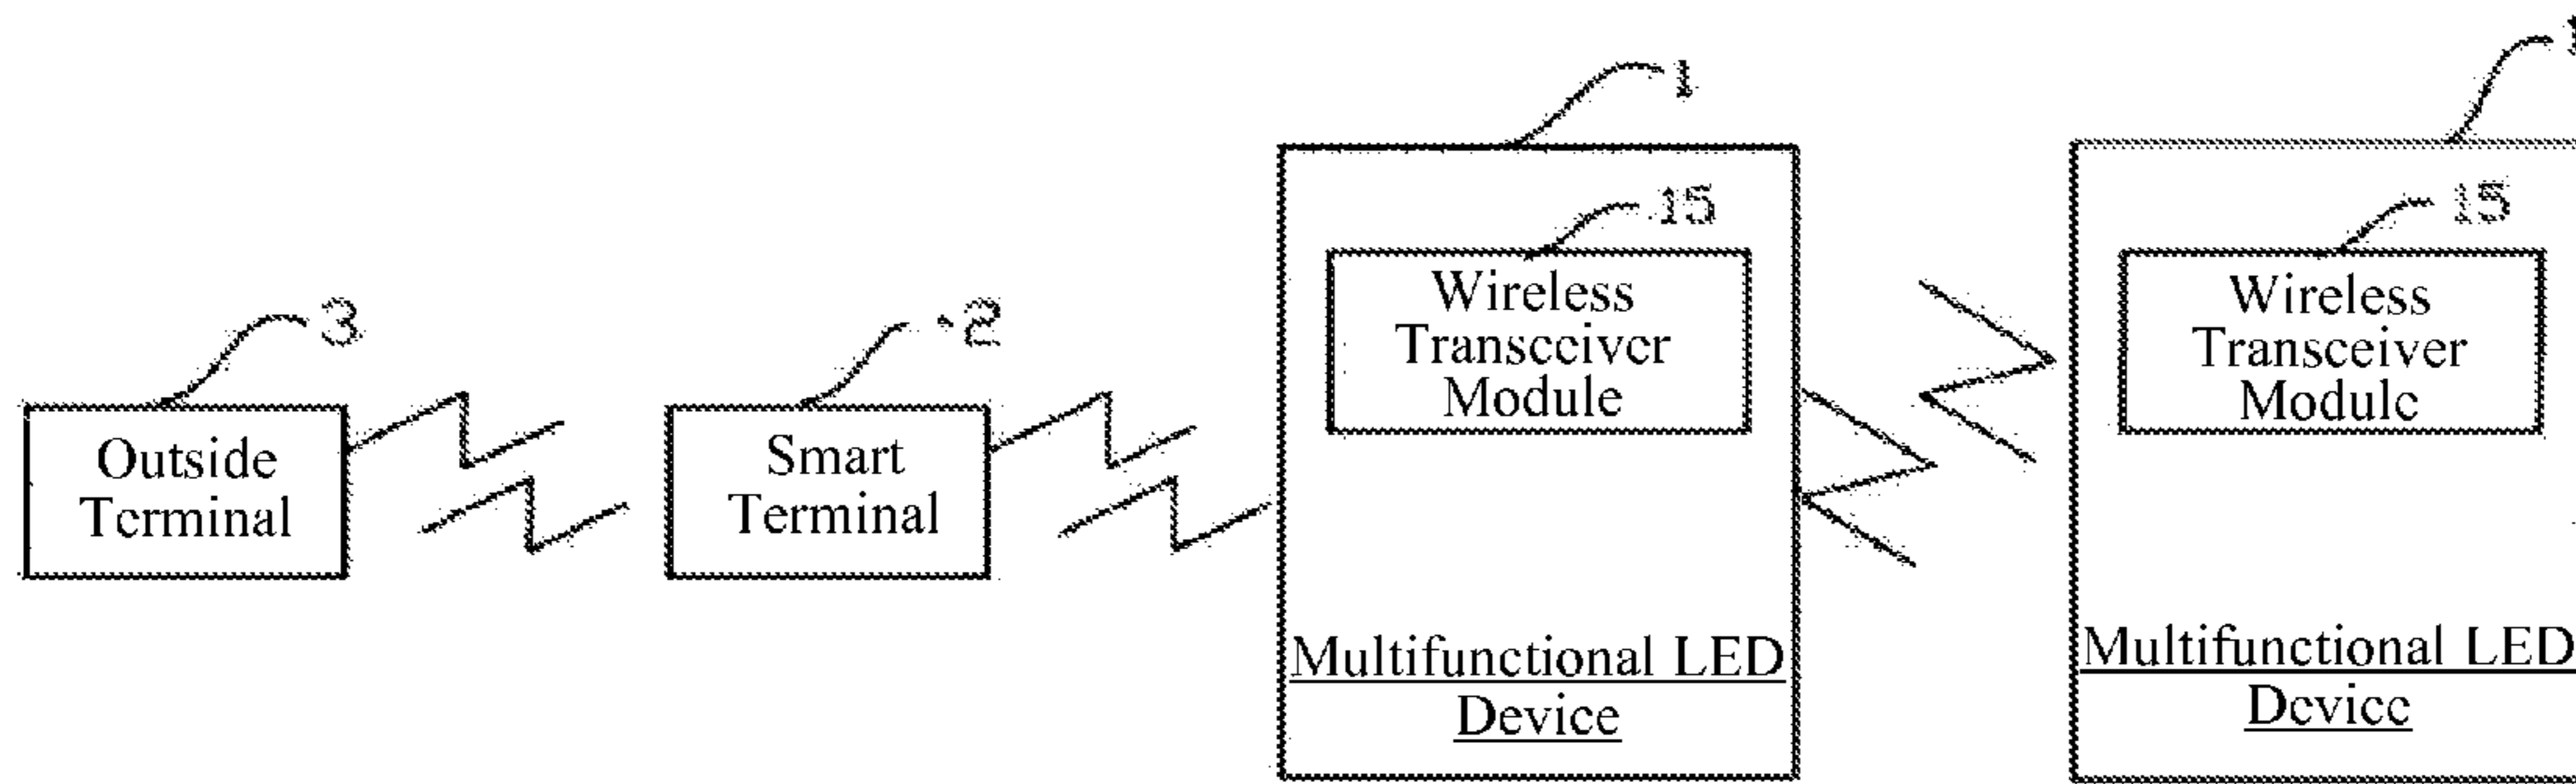 3
Outside
Terminal
2
Smart
Terminal
1
15
Wireless
Transceiver
Module
Multifunctional LED
Device
15
Wireless
Transceiver
Module
Multifunctional LED
Device